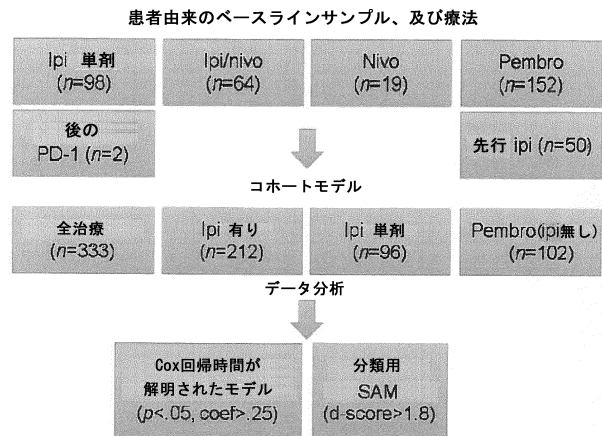 患者由来のベースラインサンプル、及び療法
Ipi 単剤
(n=98)
Ipi/nivo
(n=64)
Nivo
(n=19)
Pembro
(n=152)
後の
PD-1 (n=2)
先行 ipi (n=50)
コホートモデル
全治療
(n=333)
Ipi 有り
(n=212)
Ipi 単剤
(n=96)
Pembro(ipi無し)
(n=102)
データ分析
Cox回帰時間が
解明されたモデル
(p<.05, coef>.25)
分類用
SAM
(d-score>1.8)